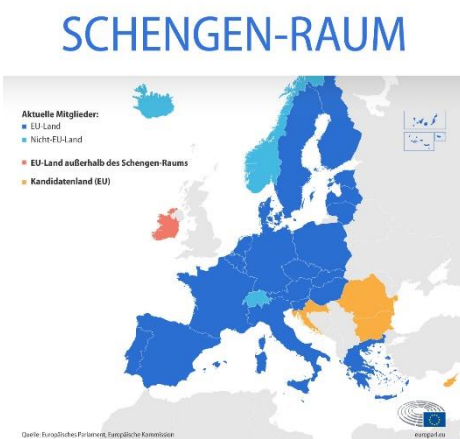 SCHENGEN-RAUM
Aktuelle Mitglieder:
EU-Land
Nicht-EU-Land
EU-Land außerhalb des Schengen-Raums
Kandidatenland (EU)
Quelle: Europäisches Parlament, Europäische Kommission
europarl.eu